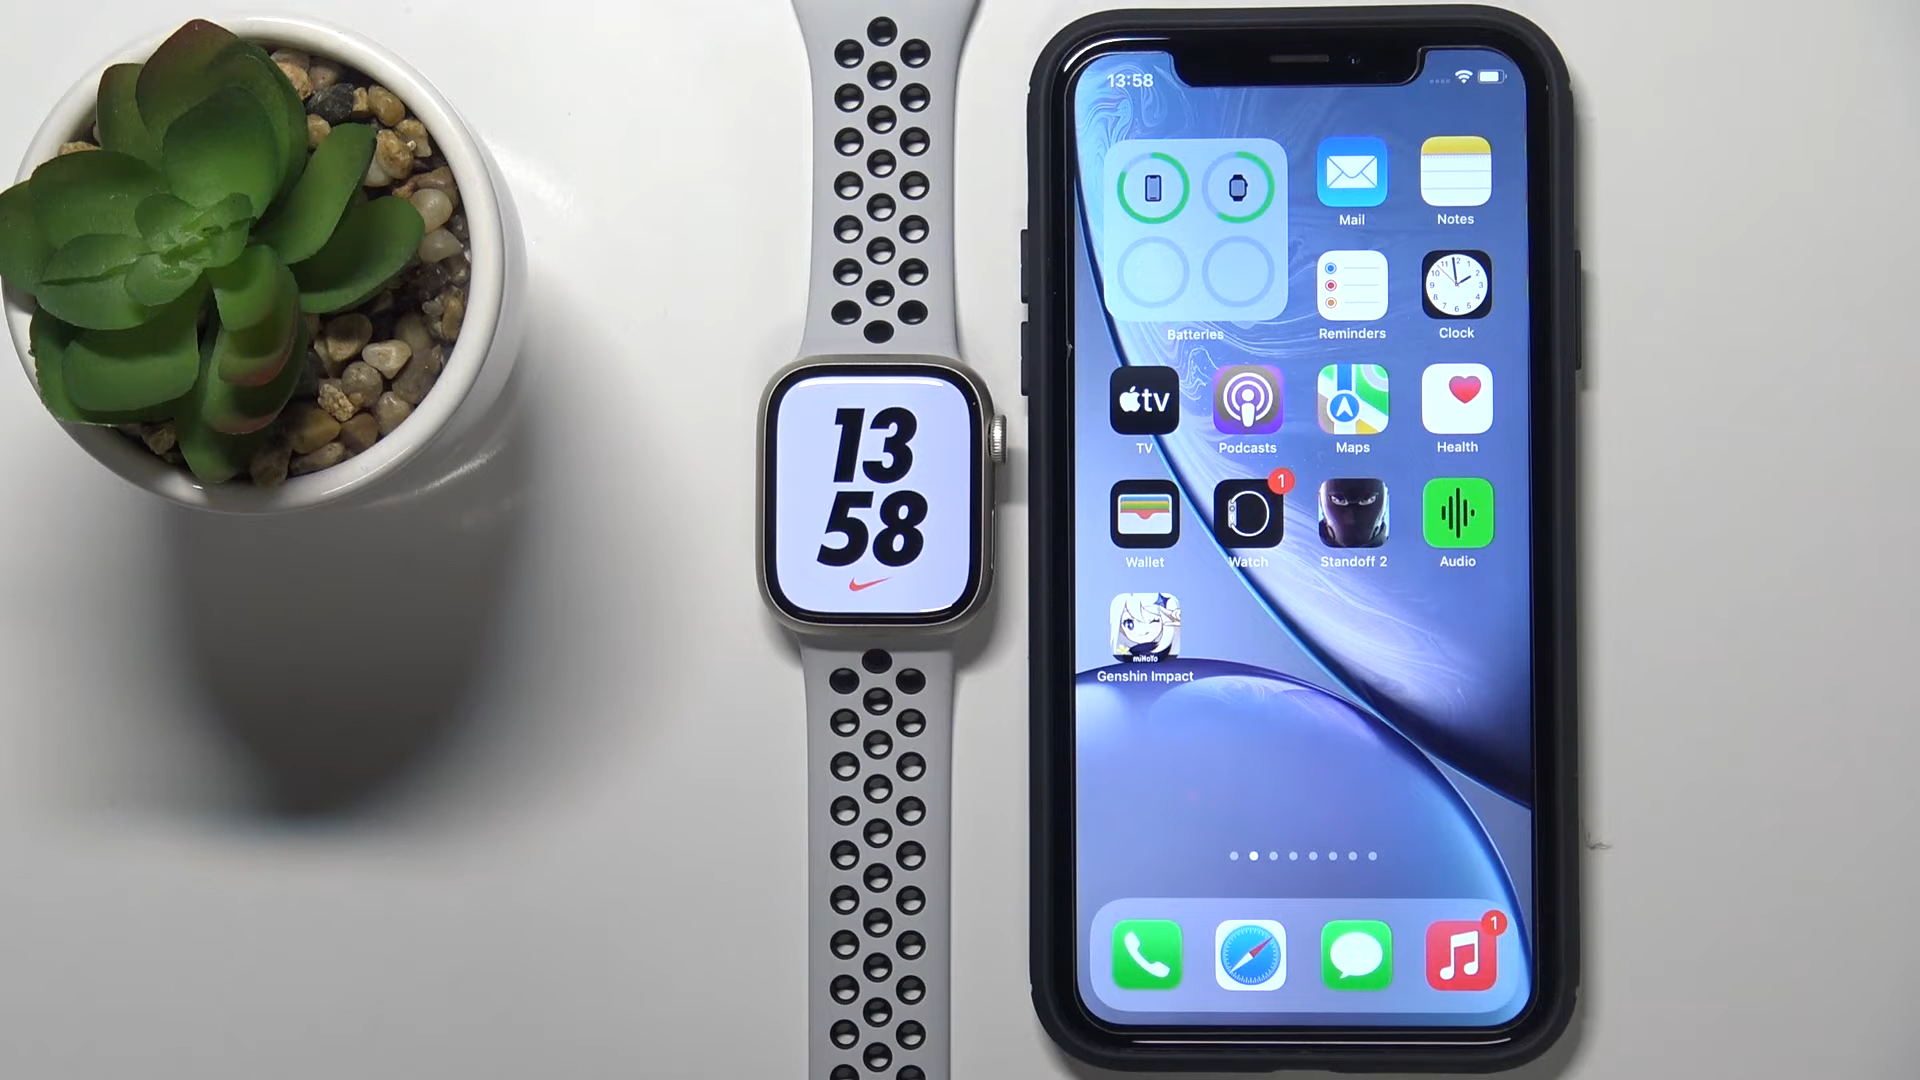 13
58
13:58
Mail
Notes
Batteries
Reminders
Clock
tv
TV
Podcasts
Maps
Health
1
Wallet
Watch
Standoff 2
Audio
miHoYo
Genshin Impact
1